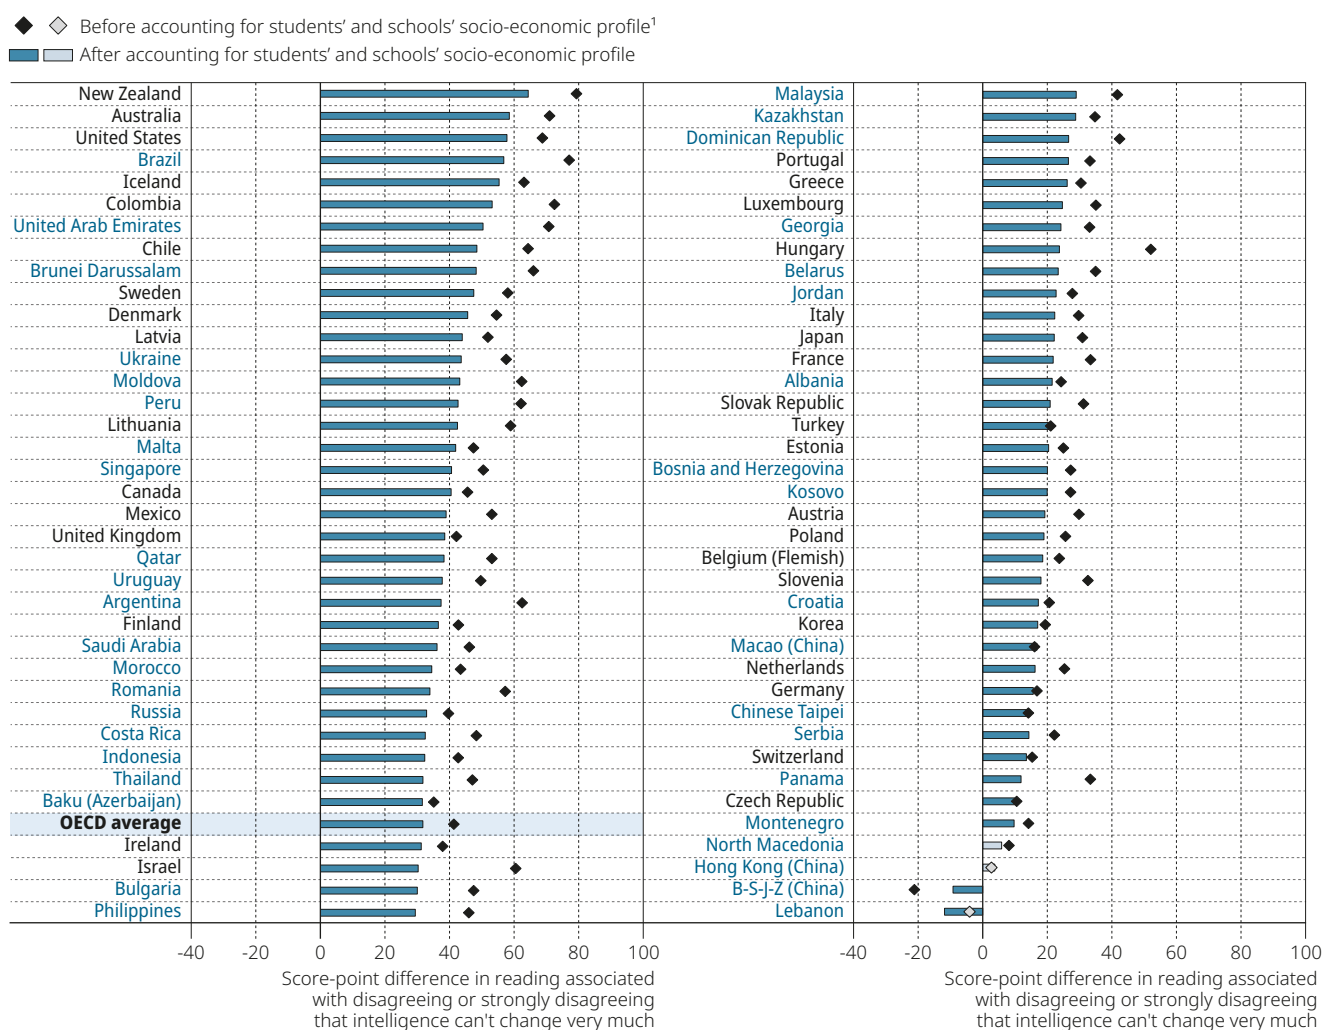 Before accounting for students’ and schools’ socio-economic profile1
After accounting for students’ and schools’ socio-economic profile
New Zealand
Australia
United States
Brazil
Iceland
Colombia
United Arab Emirates
Chile
Brunei Darussalam
Sweden
Denmark
Latvia
Ukraine
Moldova
Peru
Lithuania
Malta
Singapore
Canada
Mexico
United Kingdom
Qatar
Uruguay
Argentina
Finland
Saudi Arabia
Morocco
Romania
Russia
Costa Rica
Indonesia
Thailand
Baku (Azerbaijan)
OECD average
Ireland
Israel
Bulgaria
Philippines
-40 -20 0 20 40 60 80 100
Score-point difference in reading associated
with disagreeing or strongly disagreeing
that intelligence can't change very much
Malaysia
Kazakhstan
Dominican Republic
Portugal
Greece
Luxembourg
Georgia
Hungary
Belarus
Jordan
Italy
Japan
France
Albania
Slovak Republic
Turkey
Estonia
Bosnia and Herzegovina
Kosovo
Austria
Poland
Belgium (Flemish)
Slovenia
Croatia
Korea
Macao (China)
Netherlands
Germany
Chinese Taipei
Serbia
Switzerland
Panama
Czech Republic
Montenegro
North Macedonia
Hong Kong (China)
B-S-J-Z (China)
Lebanon
-40 -20 0 20 40 60 80 100
Score-point difference in reading associated
with disagreeing or strongly disagreeing
that intelligence can't change very much